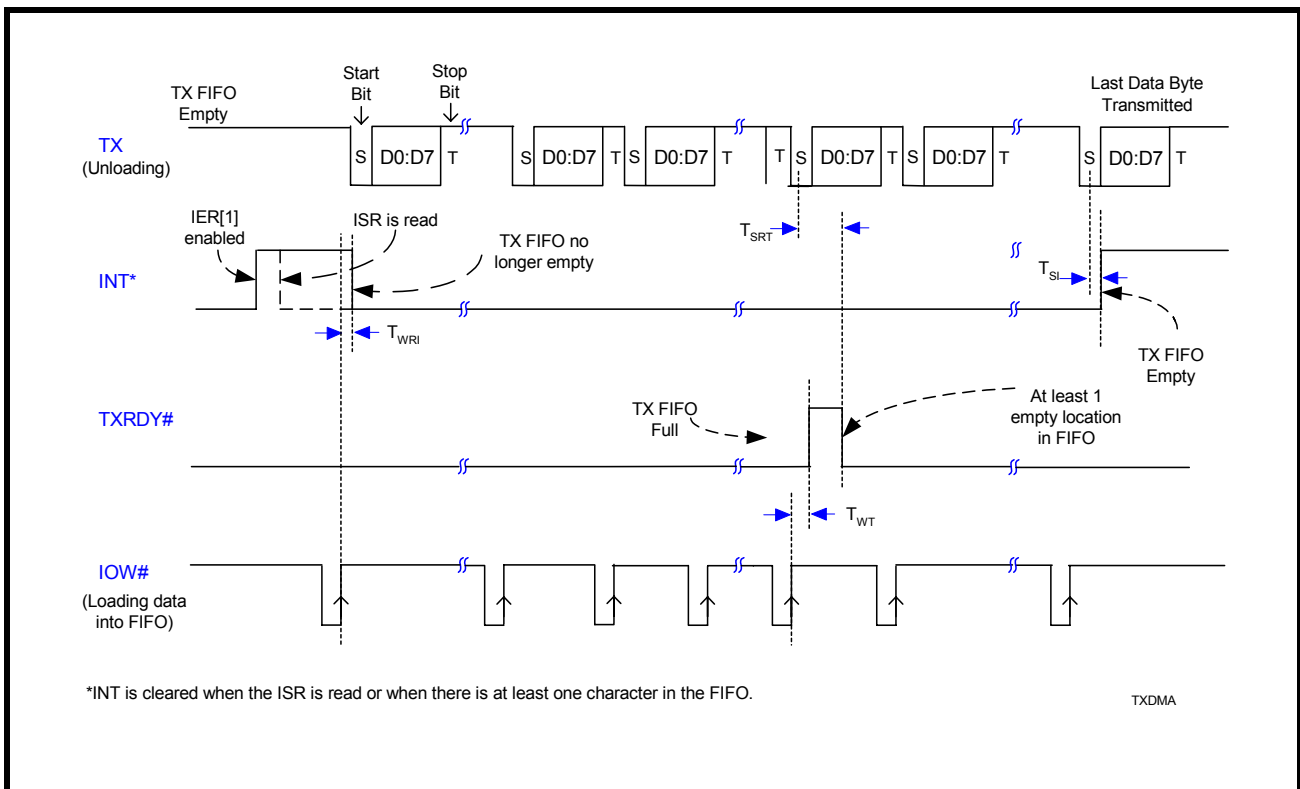 TX FIFO
Empty
Start
Bit
Stop
Bit
Last Data Byte
Transmitted
TX
(Unloading)
S D0:D7 T S D0:D7 T S D0:D7 T T S D0:D7 T S D0:D7 T S D0:D7 T
IER[1]
enabled
ISR is read
TX FIFO no
longer empty
TSRT
INT*
TSI
TWRI
TX FIFO
Empty
TXRDY#
TX FIFO
Full
At least 1
empty location
in FIFO
TWT
IOW#
(Loading data
into FIFO)
*INT is cleared when the ISR is read or when there is at least one character in the FIFO.
TXDMA